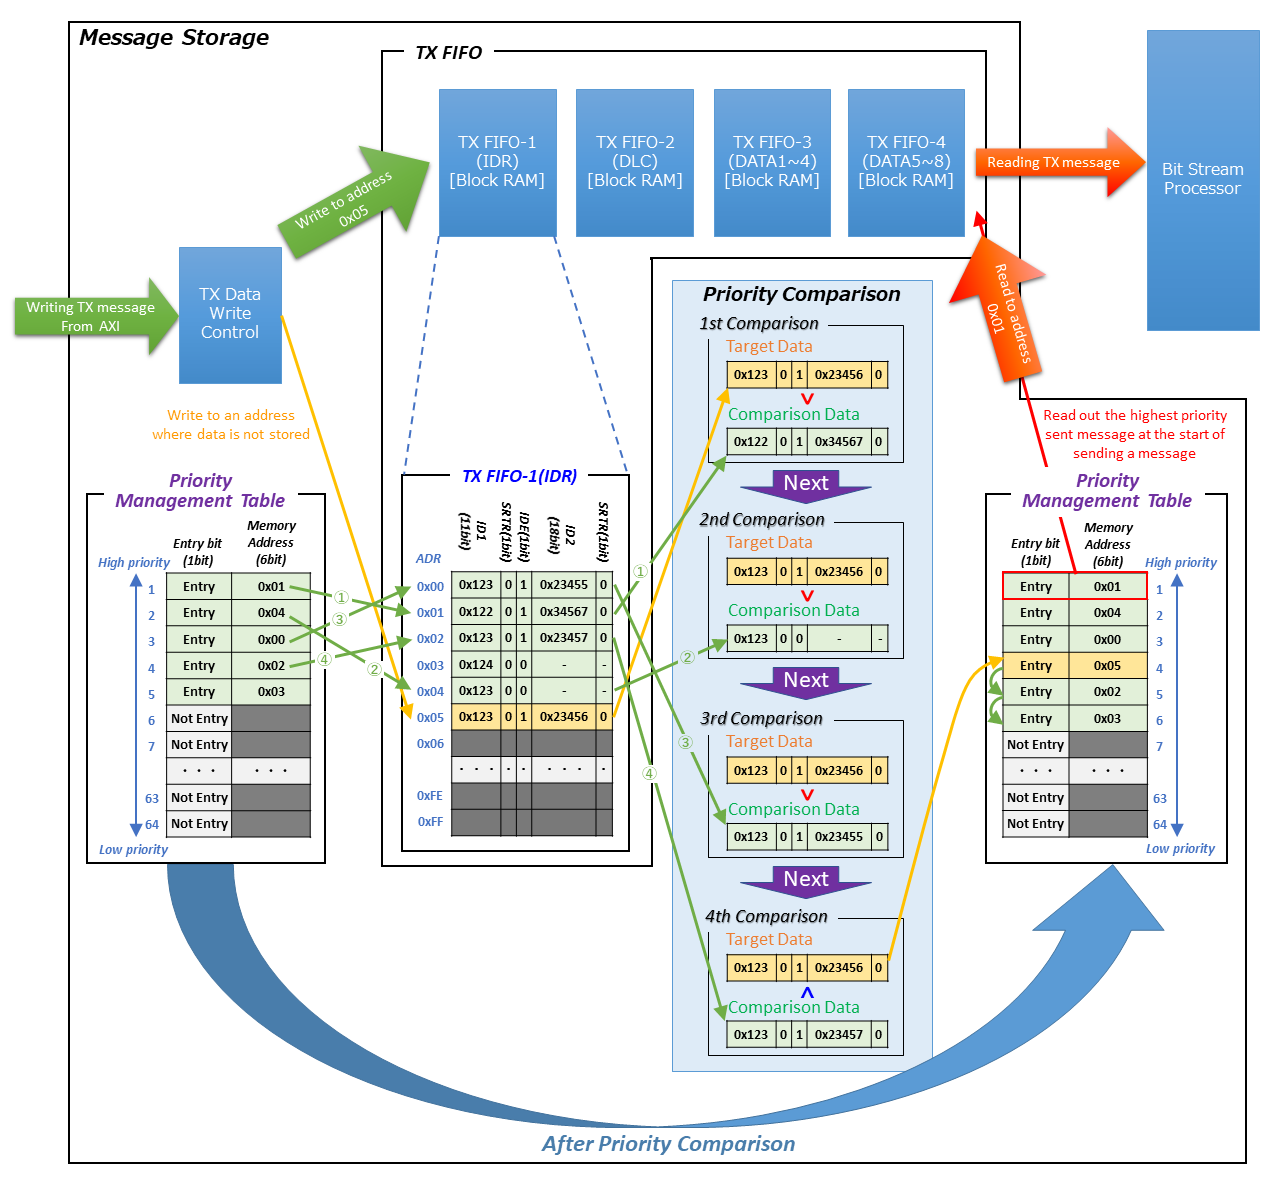 Message Storage
TX FIFO
TX FIFO-1
(IDR)
[Block RAM]
TX FIFO-2
(DLC)
[Block RAM]
TX FIFO-3
(DATA1~4)
[Block RAM]
TX FIFO-4
(DATA5~8)
[Block RAM]
Reading TX message
Bit Stream
Processor
Write to address
0x05
Writing TX message
From AXI
TX Data
Write
Control
Write to an address
where data is not stored
Read to address
0x01
Read out the highest priority
sent message at the start of
sending a message
Priority
Management Table
Entry bit
(1bit)
Memory
Address
(6bit)
High priority
1 Entry 0x01
2 Entry 0x04
3 Entry 0x00
4 Entry 0x02
5 Entry 0x03
6 Not Entry
7 Not Entry
・・・ ・・・
63 Not Entry
64 Not Entry
Low priority
① 
③
④
②
TX FIFO-1(IDR)
ADR
ID1
(11bit)
SRTR(1bit)
IDE(1bit)
ID2
(18bit)
SRTR(1bit)
0x00 0x123 0 1 0x23455 0
0x01 0x122 0 1 0x34567 0
0x02 0x123 0 1 0x23457 0
0x03 0x124 0 0 - -
0x04 0x123 0 0 - -
0x05 0x123 0 1 0x23456 0
0x06
・・・ ・ ・ ・・・ ・
0xFE
0xFF
①
②
③
④
Priority Comparison
1st Comparison
Target Data
0x123 0 1 0x23456 0
>
Comparison Data
0x122 0 1 0x34567 0
Next
2nd Comparison
Target Data
0x123 0 1 0x23456 0
>
Comparison Data
0x123 0 0 - -
Next
3rd Comparison
Target Data
0x123 0 1 0x23456 0
>
Comparison Data
0x123 0 1 0x23455 0
Next
4th Comparison
Target Data
0x123 0 1 0x23456 0
<
Comparison Data
0x123 0 1 0x23457 0
Priority
Management Table
Entry bit
(1bit)
Memory
Address
(6bit)
High priority
Entry 0x01 1
Entry 0x04 2
Entry 0x00 3
Entry 0x05 4
Entry 0x02 5
Entry 0x03 6
Not Entry 7
・・・ ・・・
Not Entry 63
Not Entry 64
Low priority
After Priority Comparison